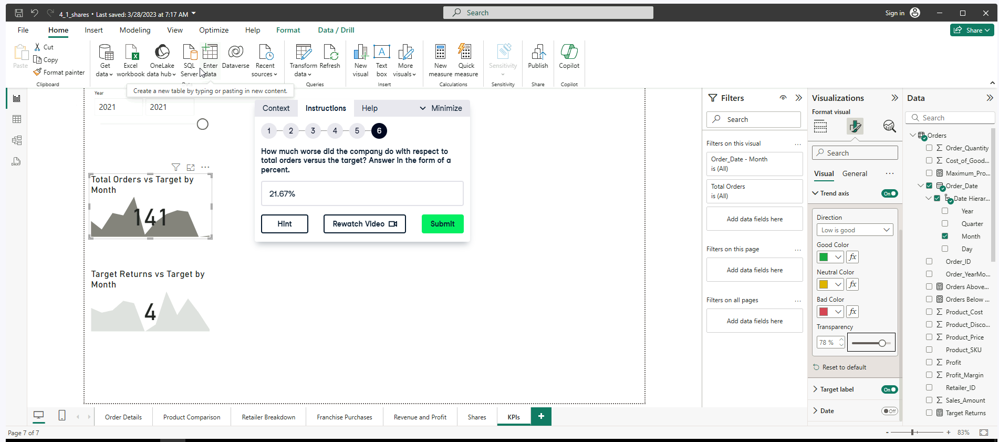 4_1_shares • Last saved: 3/28/2023 at 7:17 AM
Search
Sign in
File
Home
Insert
Modeling
View
Optimize
Help
Format
Data / Drill
Share
Paste
Cut
Copy
Format painter
Clipboard
Get data
Excel workbook
OneLake data hub
SQL Server
Enter data
Dataverse
Recent sources
Transform data
Refresh
Queries
New visual
Text box
More visuals
Insert
New measure
Quick measure
Calculations
Sensitivity
Sensitivity
Publish
Share
Copilot
Copilot
Create a new table by typing or pasting in new content.
Year
2021
2021
Total Orders vs Target by
Month
141
Target Returns vs Target by
Month
4
Context
Instructions
Help
Minimize
1
2
3
4
5
6
How much worse did the company do with respect to
total orders versus the target? Answer in the form of a
percent.
21.67%
Hint
Rewatch Video
Submit
Filters
Search
Filters on this visual
...
Order_Date - Month
is (All)
Total Orders
is (All)
Add data fields here
Filters on this page
...
Add data fields here
Filters on all pages
...
Add data fields here
Visualizations
Format visual
Search
Visual
General
...
Trend axis
On
Direction
Low is good
Good Color
fx
Neutral Color
fx
Bad Color
fx
Transparency
78 %
Reset to default
Target label
On
Date
Off
Data
Search
Orders
Order_Quantity
Cost_of_Good...
Maximum_Pro...
Order_Date
Date Hierar...
Year
Quarter
Month
Day
Order_ID
Order_YearMo...
Orders Above...
Orders Below ...
Product_Cost
Product_Disco...
Product_Price
Product_SKU
Profit
Profit_Margin
Retailer_ID
Sales_Amount
Target Returns
Order Details
Product Comparison
Retailer Breakdown
Franchise Purchases
Revenue and Profit
Shares
KPIs
+
Page 7 of 7
- + 83%